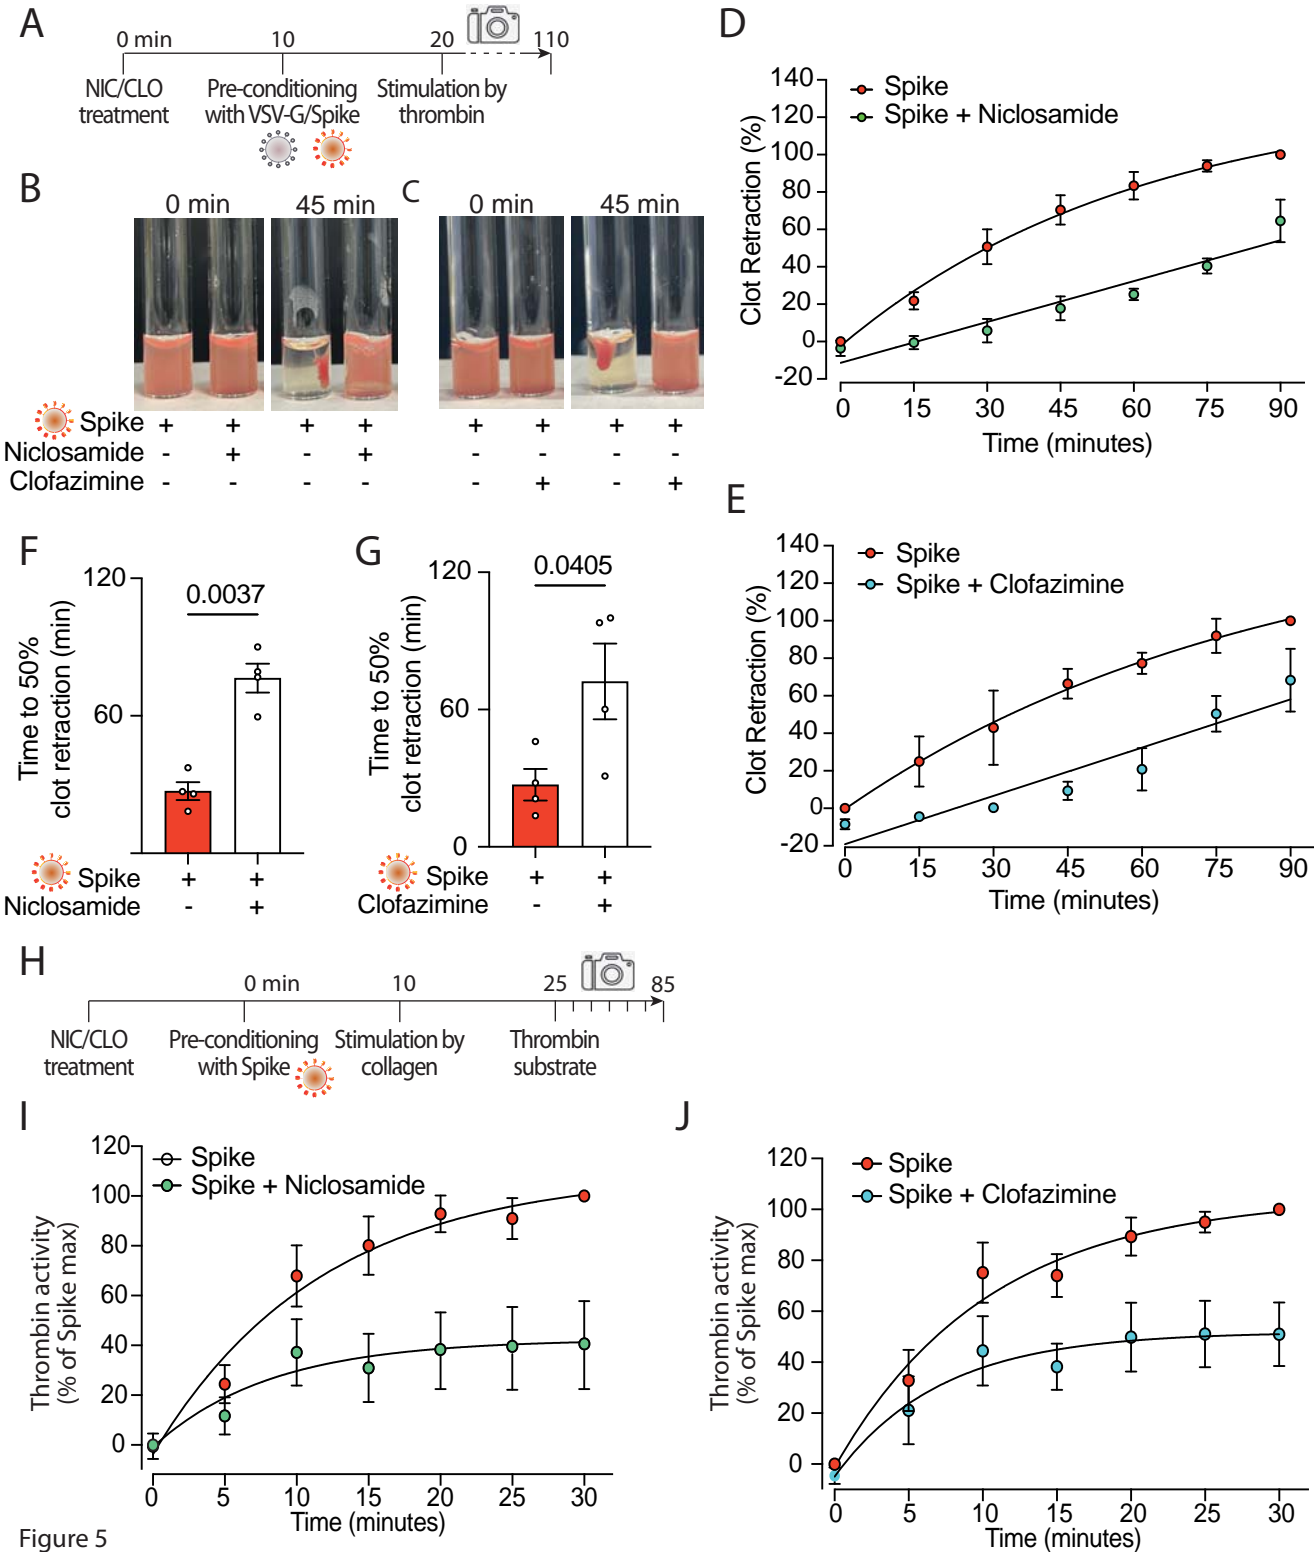 A
0 min 10 20 110
NIC/CLO
treatment
Pre-conditioning
with VSV-G/Spike
Stimulation by
thrombin
B
0 min 45 min
Spike + + + +
Niclosamide - + - +
Clofazimine - - - -
C
0 min 45 min
+ + + +
- - - -
- + - +
D
Spike
Spike + Niclosamide
Clot Retraction (%)
140
120
100
80
60
40
20
0
-20
0 15 30 45 60 75 90
Time (minutes)
E
Spike
Spike + Clofazimine
Clot Retraction (%)
140
120
100
80
60
40
20
0
-20
0 15 30 45 60 75 90
Time (minutes)
F
Time to 50%
clot retraction (min)
120
60
0.0037
Spike + +
Niclosamide - +
G
Time to 50%
clot retraction (min)
120
60
0
0.0405
Spike + +
Clofazimine - +
H
0 min 10 25 85
NIC/CLO
treatment
Pre-conditioning
with Spike
Stimulation by
collagen
Thrombin
substrate
I
Spike
Spike + Niclosamide
Thrombin activity
(% of Spike max)
120
100
80
60
40
20
0
0 5 10 15 20 25 30
Time (minutes)
J
Spike
Spike + Clofazimine
Thrombin activity
(% of Spike max)
120
100
80
60
40
20
0
0 5 10 15 20 25 30
Time (minutes)
Figure 5